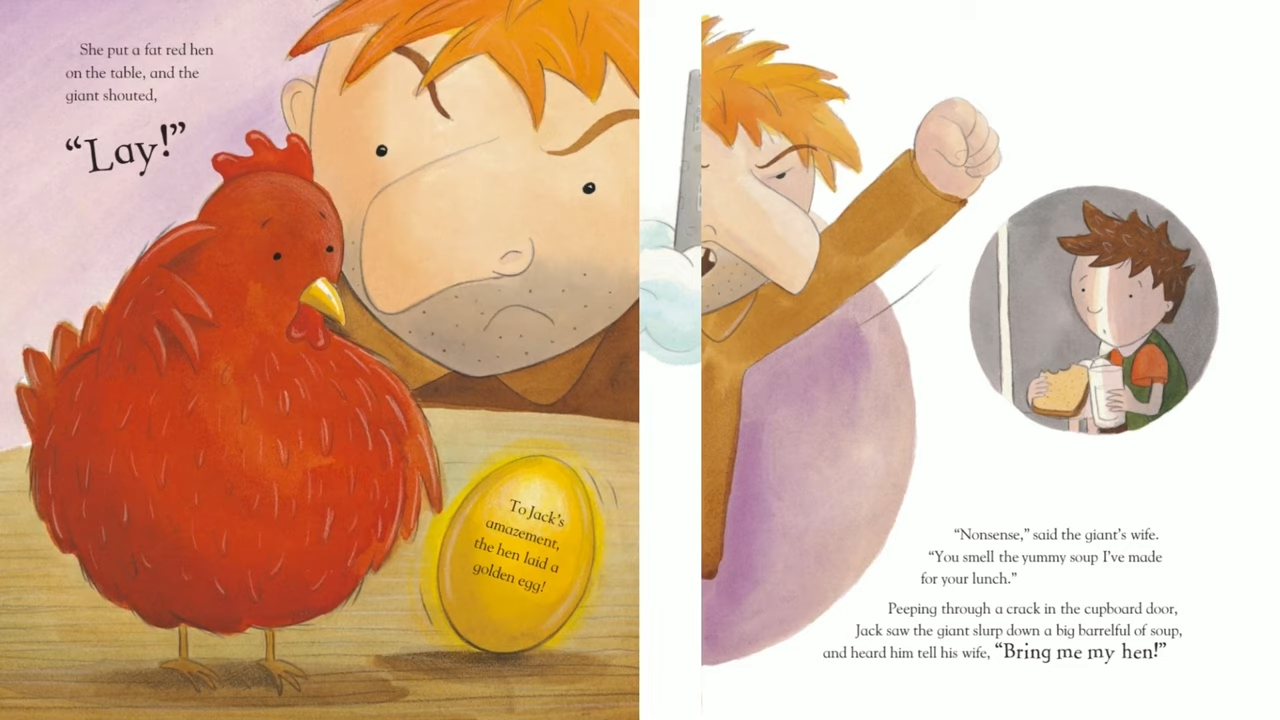 She put a fat red hen
on the table, and the
giant shouted,
“Lay!”
To Jack’s
amazement,
the hen laid a
golden egg!
“Nonsense,” said the giant’s wife.
“You smell the yummy soup I’ve made
for your lunch.”
Peeping through a crack in the cupboard door,
Jack saw the giant slurp down a big barrelful of soup,
and heard him tell his wife, “Bring me my hen!”